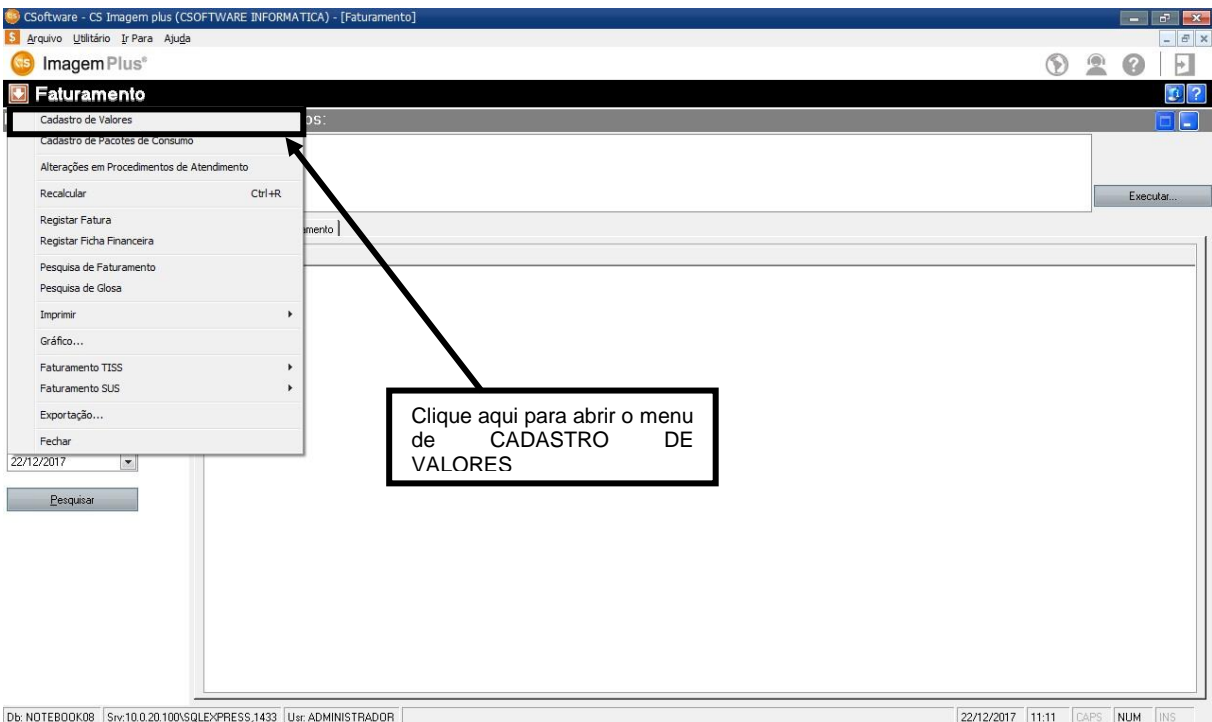 CSoftware - CS Imagem plus (CSOFTWARE INFORMATICA) - [Faturamento]
Arquivo Utilitário Ir Para Ajuda
CS Imagem Plus®
Faturamento
Cadastro de Valores
os:
Cadastro de Pacotes de Consumo
Alterações em Procedimentos de Atendimento
Recalcular Ctrl+R
Executar...
Registar Fatura
amento
Registar Ficha Financeira
Pesquisa de Faturamento
Pesquisa de Glosa
Imprimir
Gráfico...
Faturamento TISS
Faturamento SUS
Exportação...
Fechar
Clique aqui para abrir o menu
de CADASTRO DE
VALORES
22/12/2017
Pesquisar
Db: NOTEBOOK08 Srv:10.0.20.100\SQLEXPRESS,1433 Usr: ADMINISTRADOR 22/12/2017 11:11 CAPS NUM INS